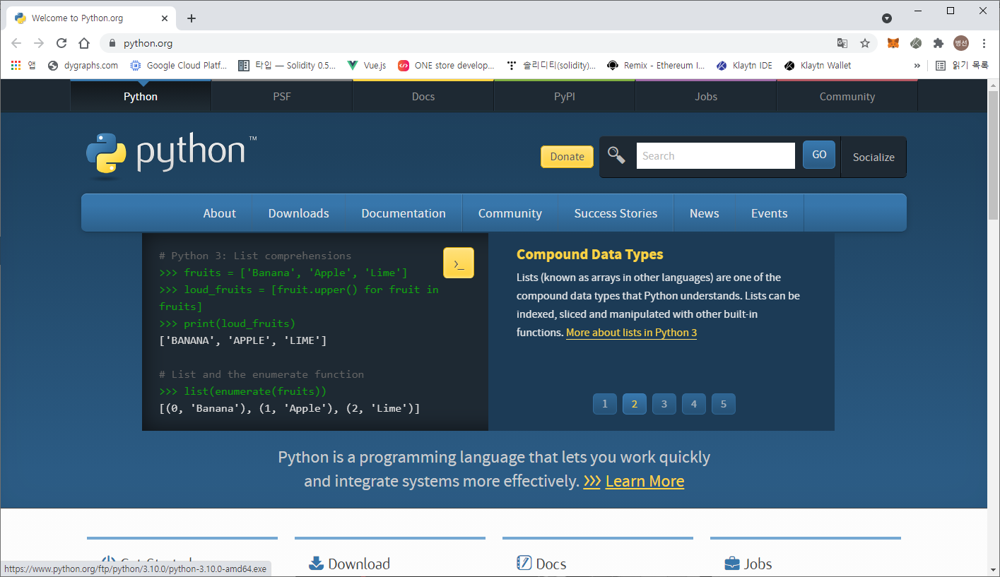 Welcome to Python.org
python.org
병선
앱
dygraphs.com
Google Cloud Platf...
타입 — Solidity 0.5...
Vue.js
ONE store develop...
솔리디티(solidity)...
Remix - Ethereum I...
Klaytn IDE
Klaytn Wallet
»
읽기 목록
Python
PSF
Docs
PyPI
Jobs
Community
python™
Donate
Search
GO
Socialize
About
Downloads
Documentation
Community
Success Stories
News
Events
# Python 3: List comprehensions
>>> fruits = ['Banana', 'Apple', 'Lime']
>>> loud_fruits = [fruit.upper() for fruit in
fruits]
>>> print(loud_fruits)
['BANANA', 'APPLE', 'LIME']
# List and the enumerate function
>>> list(enumerate(fruits))
[(0, 'Banana'), (1, 'Apple'), (2, 'Lime')]
>_
Compound Data Types
Lists (known as arrays in other languages) are one of the
compound data types that Python understands. Lists can be
indexed, sliced and manipulated with other built-in
functions. More about lists in Python 3
1
2
3
4
5
Python is a programming language that lets you work quickly
and integrate systems more effectively. >>> Learn More
Get Started
Download
Docs
Jobs
https://www.python.org/ftp/python/3.10.0/python-3.10.0-amd64.exe